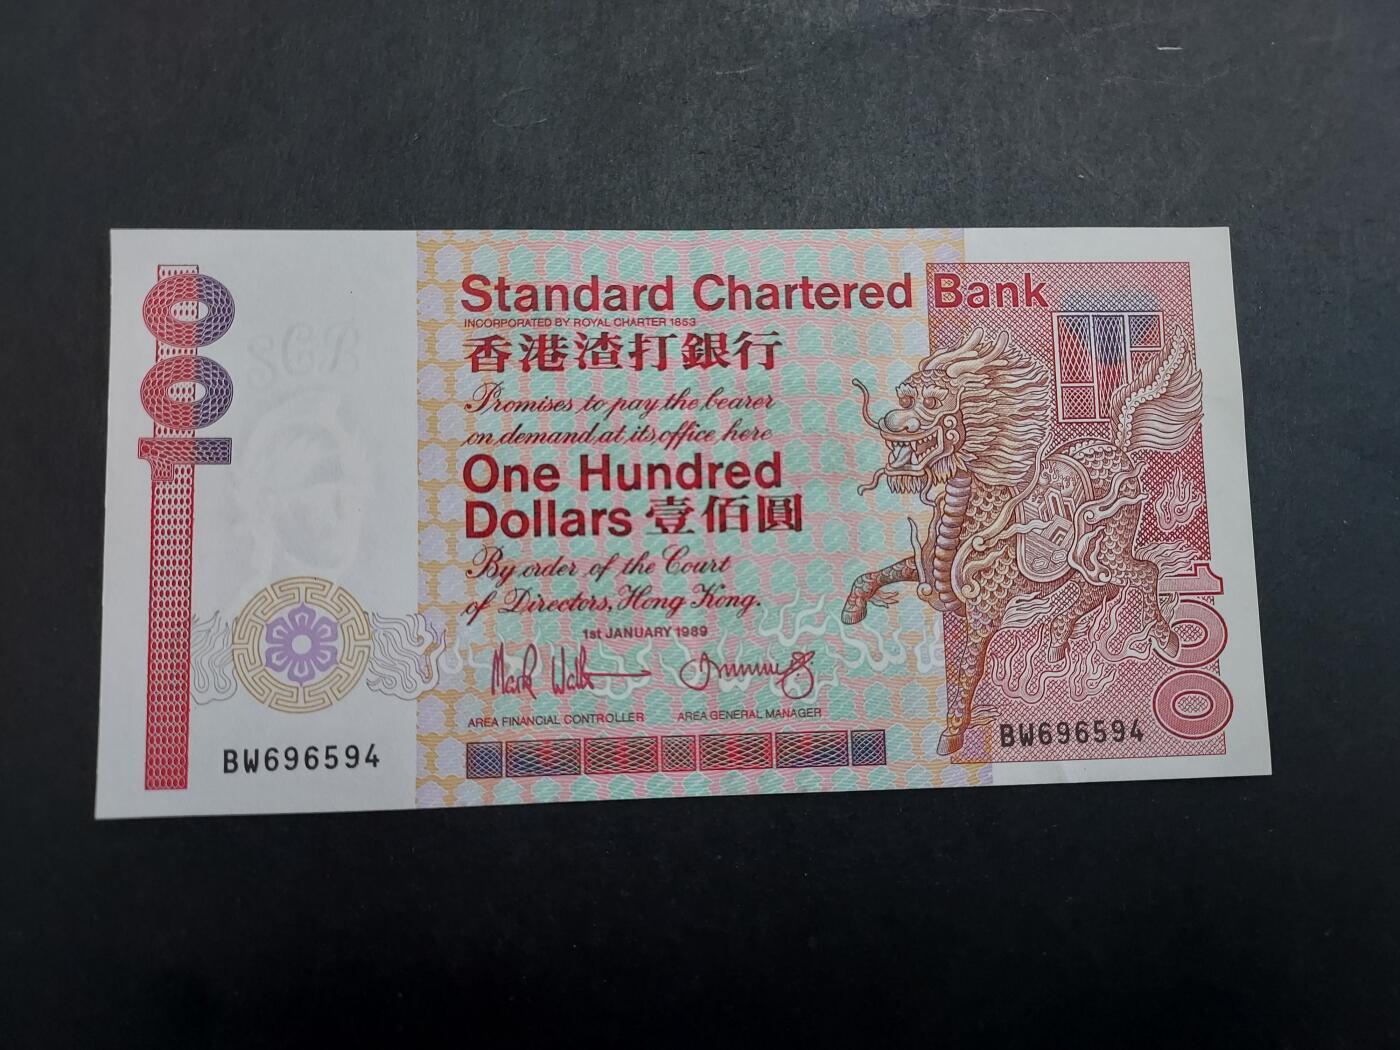 100
Standard Chartered Bank
INCORPORATED BY ROYAL CHARTER 1853
香港渣打銀行
Promises to pay the bearer
on demand at its office here
One Hundred
Dollars 壹佰圓
By order of the Court
of Directors, Hong Kong.
1st JANUARY 1989
AREA FINANCIAL CONTROLLER AREA GENERAL MANAGER
BW696594
BW696594
100